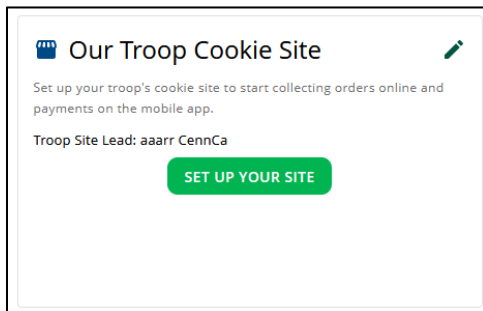 Our Troop Cookie Site
Set up your troop's cookie site to start collecting orders online and
payments on the mobile app.
Troop Site Lead: aaarr CennCa
SET UP YOUR SITE